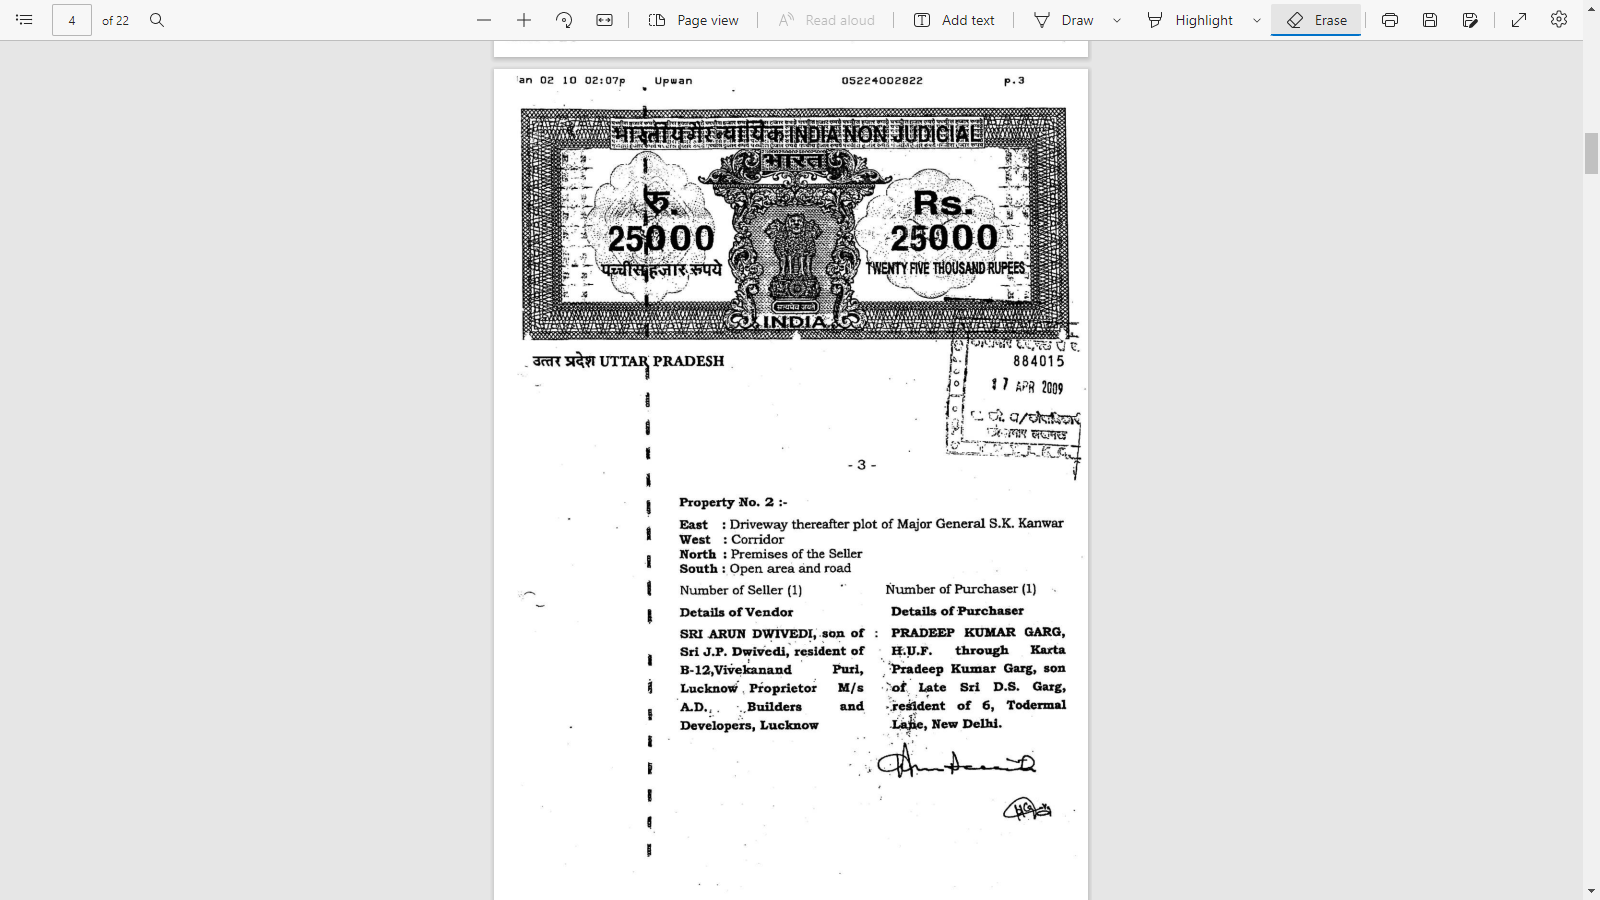 4 of 22 Page view Read aloud Add text Draw Highlight Erase
an 02 10 02:07p Upwan 05224002822 p.3
भारतीय गैर न्यायिक INDIA NON JUDICIAL
भारत
रु. Rs.
25000 25000
पच्चीस हजार रुपये TWENTY FIVE THOUSAND RUPEES
सत्यमेव जयते
INDIA
उत्तर प्रदेश UTTAR PRADESH
884015
17 APR 2009
- 3 -
Property No. 2 :-
East : Driveway thereafter plot of Major General S.K. Kanwar
West : Corridor
North : Premises of the Seller
South : Open area and road
Number of Seller (1) Number of Purchaser (1)
Details of Vendor Details of Purchaser
SRI ARUN DWIVEDI, son of : PRADEEP KUMAR GARG,
Sri J.P. Dwivedi, resident of H.U.F. through Karta
B-12,Vivekanand Puri, Pradeep Kumar Garg, son
Lucknow Proprietor M/s of Late Sri D.S. Garg,
A.D. Builders and resident of 6, Todermal
Developers, Lucknow Lane, New Delhi.